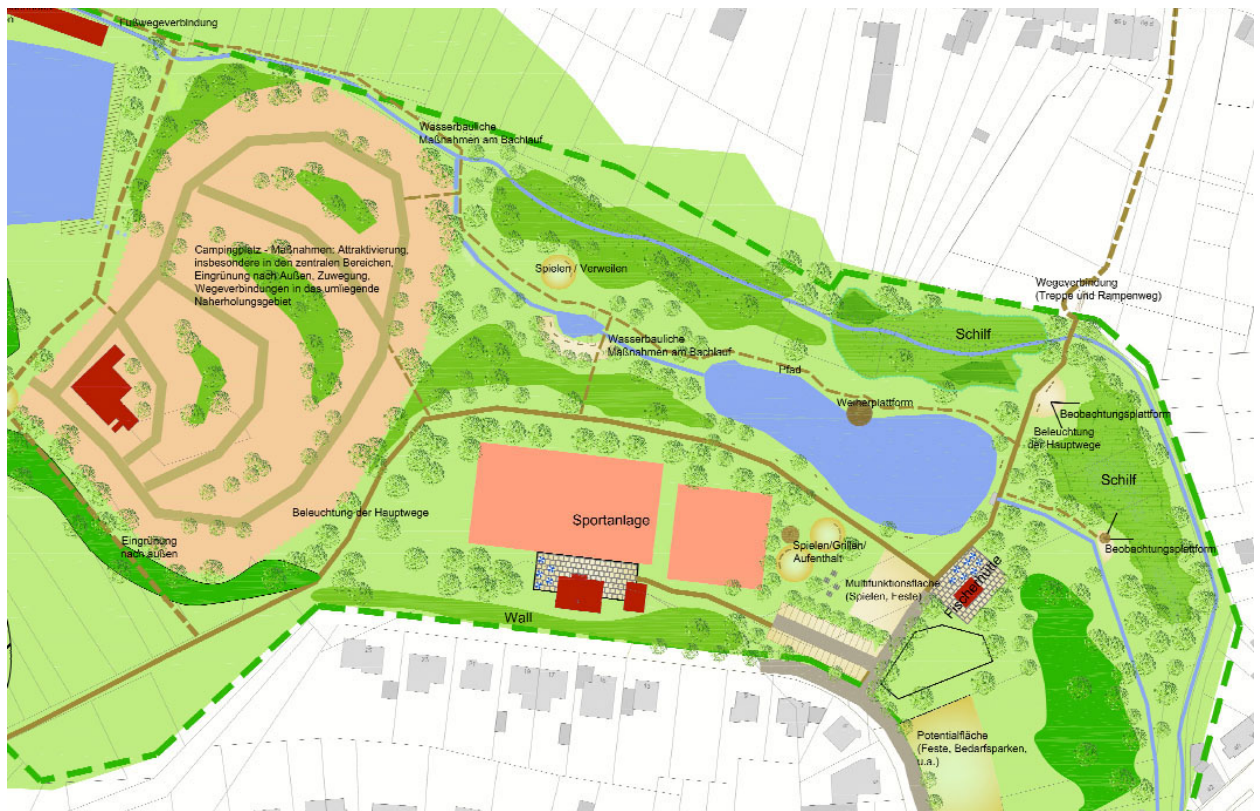 Fußwegeverbindung
Wasserbauliche
Maßnahmen am Bachlauf
Campingplatz - Maßnahmen: Attraktivierung,
insbesondere in den zentralen Bereichen,
Eingrünung nach Außen, Zuwegung,
Wegeverbindungen in das umliegende
Naherholungsgebiet
Spielen / Verweilen
Wegeverbindung
(Treppe und Rampenweg)
Schilf
Wasserbauliche
Maßnahmen am Bachlauf
Pfad
Weiherplattform
Beobachtungsplattform
Beleuchtung
der Hauptwege
Schilf
Beleuchtung der Hauptwege
Sportanlage
Eingrünung
nach außen
Spielen/Grillen/
Aufenthalt
Beobachtungsplattform
Multifunktionsfläche
(Spielen, Feste)
Fischerhütte
Wall
Potentialfläche
(Feste, Bedarfsparken,
u.a.)